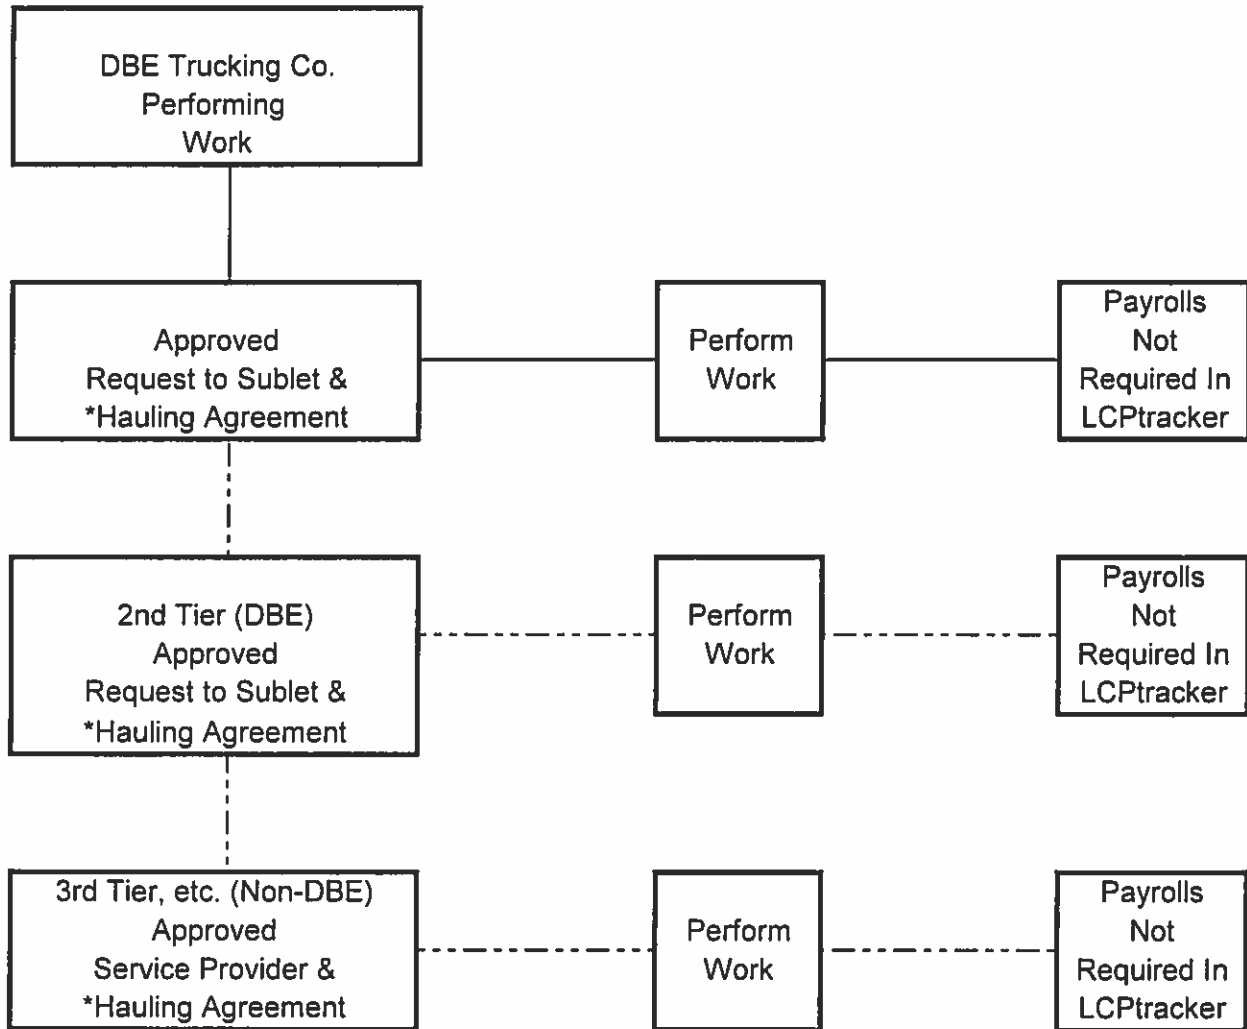 DBE Trucking Co.
Performing
Work
Approved
Request to Sublet &
*Hauling Agreement
Perform
Work
Payrolls
Not
Required In
LCPtracker
2nd Tier (DBE)
Approved
Request to Sublet &
*Hauling Agreement
Perform
Work
Payrolls
Not
Required In
LCPtracker
3rd Tier, etc. (Non-DBE)
Approved
Service Provider &
*Hauling Agreement
Perform
Work
Payrolls
Not
Required In
LCPtracker